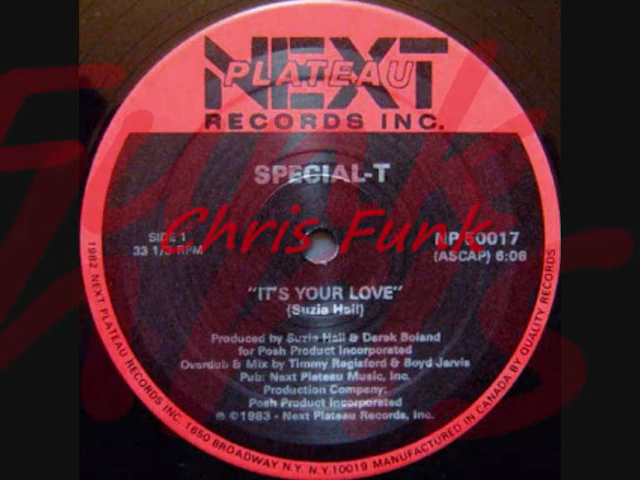 NEXT
PLATEAU
RECORDS INC.
SPECIAL-T
SIDE 1
33 1/3 RPM
Chris Funk
NP 50017
(ASCAP) 6:06
"IT'S YOUR LOVE"
(Suzie Hall)
Produced by Suzie Hall & Derek Boland
for Posh Product Incorporated
Overdub & Mix by Timmy Regisford & Boyd Jarvis
Pub: Next Plateau Music, Inc.
Production Company:
Posh Product Incorporated
℗ ©1983 - Next Plateau Records, Inc.
1982 NEXT PLATEAU RECORDS INC. 1650 BROADWAY N.Y. N.Y. 10019 MANUFACTURED IN CANADA BY QUALITY RECORDS